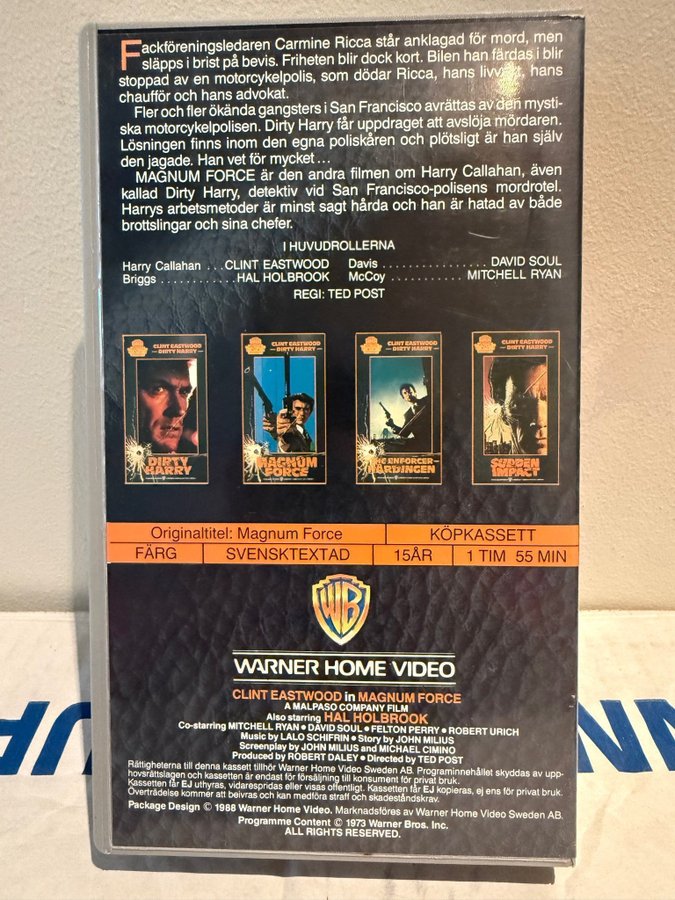 Fackföreningsledaren Carmine Ricca står anklagad för mord, men
släpps i brist på bevis. Friheten blir dock kort. Bilen han färdas i blir
stoppad av en motorcykelpolis, som dödar Ricca, hans livvakt, hans
chaufför och hans advokat.
Fler och fler ökända gangsters i San Francisco avrättas av den mysti-
ska motorcykelpolisen. Dirty Harry får uppdraget att avslöja mördaren.
Lösningen finns inom den egna poliskåren och plötsligt är han själv
den jagade. Han vet för mycket...
MAGNUM FORCE är den andra filmen om Harry Callahan, även
kallad Dirty Harry, detektiv vid San Francisco-polisens mordrotel.
Harrys arbetsmetoder är minst sagt hårda och han är hatad av både
brottslingar och sina chefer.
I HUVUDROLLERNA
Harry Callahan ...CLINT EASTWOOD Davis ................ DAVID SOUL
Briggs ............HAL HOLBROOK McCoy ........... MITCHELL RYAN
REGI: TED POST
CLINT EASTWOOD
DIRTY HARRY
DIRTY
HARRY
CLINT EASTWOOD
DIRTY HARRY
MAGNUM
FORCE
CLINT EASTWOOD
DIRTY HARRY
ENFORCER-
HÅRDINGEN
CLINT EASTWOOD
DIRTY HARRY
SUDDEN
IMPACT
Originaltitel: Magnum Force KÖPKASSETT
FÄRG SVENSKTEXTAD 15ÅR 1 TIM 55 MIN
WB
WARNER HOME VIDEO
CLINT EASTWOOD in MAGNUM FORCE
A MALPASO COMPANY FILM
Also starring HAL HOLBROOK
Co-starring MITCHELL RYAN • DAVID SOUL • FELTON PERRY • ROBERT URICH
Music by LALO SCHIFRIN • Story by JOHN MILIUS
Screenplay by JOHN MILIUS and MICHAEL CIMINO
Produced by ROBERT DALEY • Directed by TED POST
Rättigheterna till denna kassett tillhör Warner Home Video Sweden AB. Programinnehållet skyddas av upp-
hovsrättslagen och kassetten är endast för försäljning till konsument för privat bruk.
Kassetten får EJ uthyras, vidarespridas eller visas offentligt. Kassetten får EJ kopieras, ej ens för privat bruk.
Överträdelse kommer att beivras och kan medföra straff och skadeståndskrav.
Package Design © 1988 Warner Home Video. Marknadsföres av Warner Home Video Sweden AB.
Programme Content © 1973 Warner Bros. Inc.
ALL RIGHTS RESERVED.